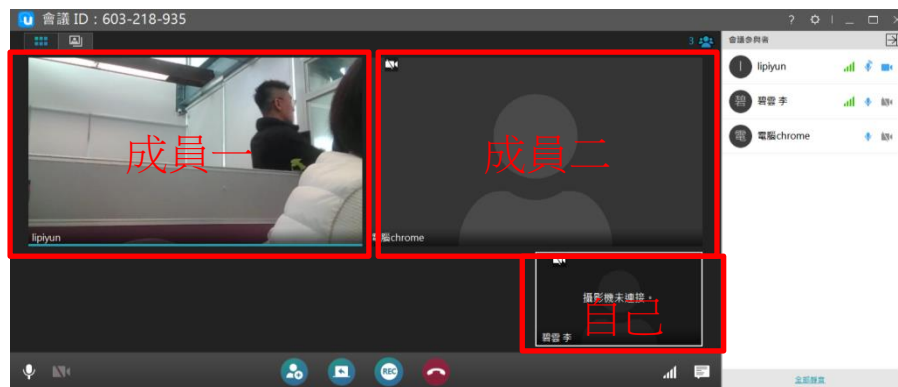 會議 ID：603-218-935
3
會議參與者
成員一
lipiyun
成員二
電腦chrome
攝影機未連接。
自己
碧雲 李
l lipiyun
碧 碧雲 李
電 電腦chrome
REC
全部靜音